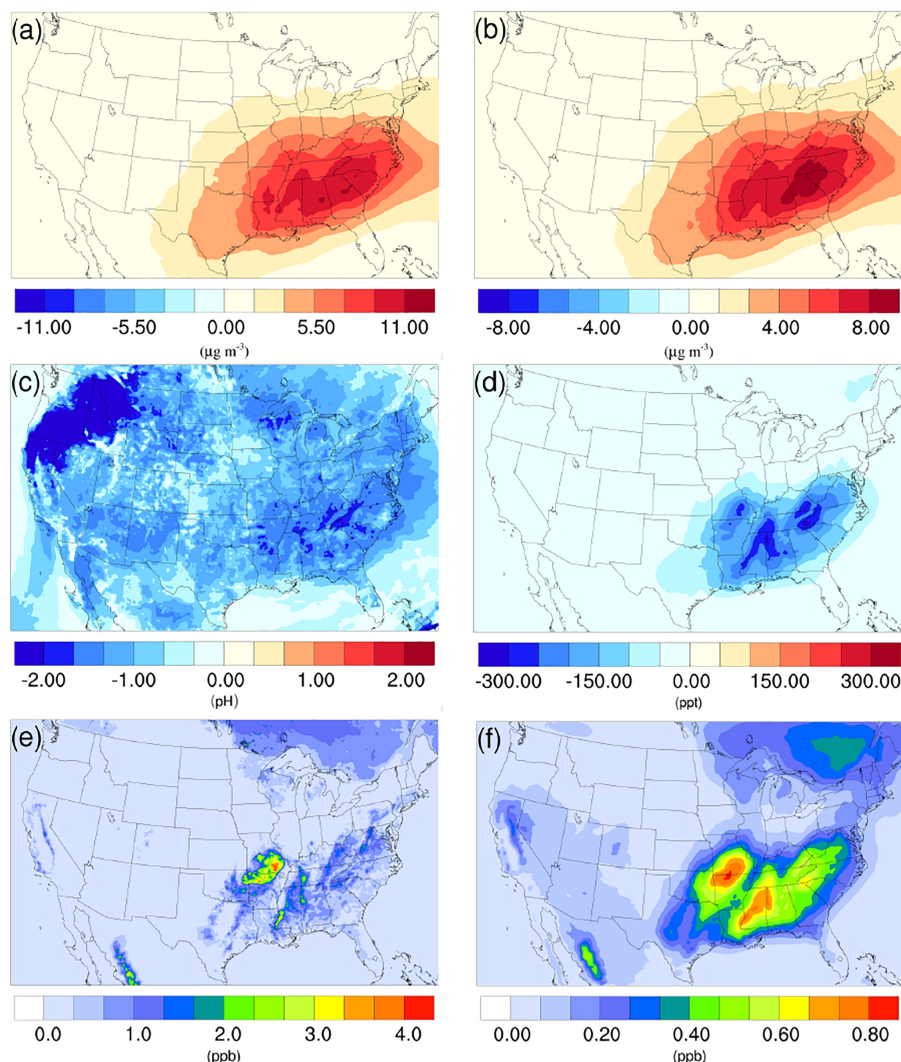 (a) (b)
-11.00 -5.50 0.00 5.50 11.00 -8.00 -4.00 0.00 4.00 8.00
(µg m⁻³) (µg m⁻³)
(c) (d)
-2.00 -1.00 0.00 1.00 2.00 -300.00 -150.00 0.00 150.00 300.00
(pH) (ppt)
(e) (f)
0.0 1.0 2.0 3.0 4.0 0.00 0.20 0.40 0.60 0.80
(ppb) (ppb)